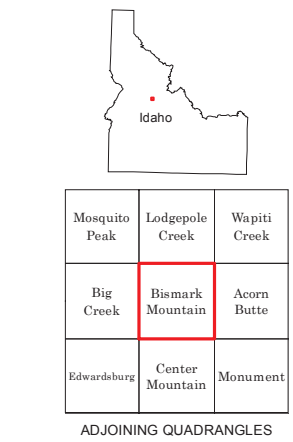 Idaho
Mosquito
Peak
Lodgepole
Creek
Wapiti
Creek
Big
Creek
Bismark
Mountain
Acorn
Butte
Edwardsburg
Center
Mountain
Monument
ADJOINING QUADRANGLES